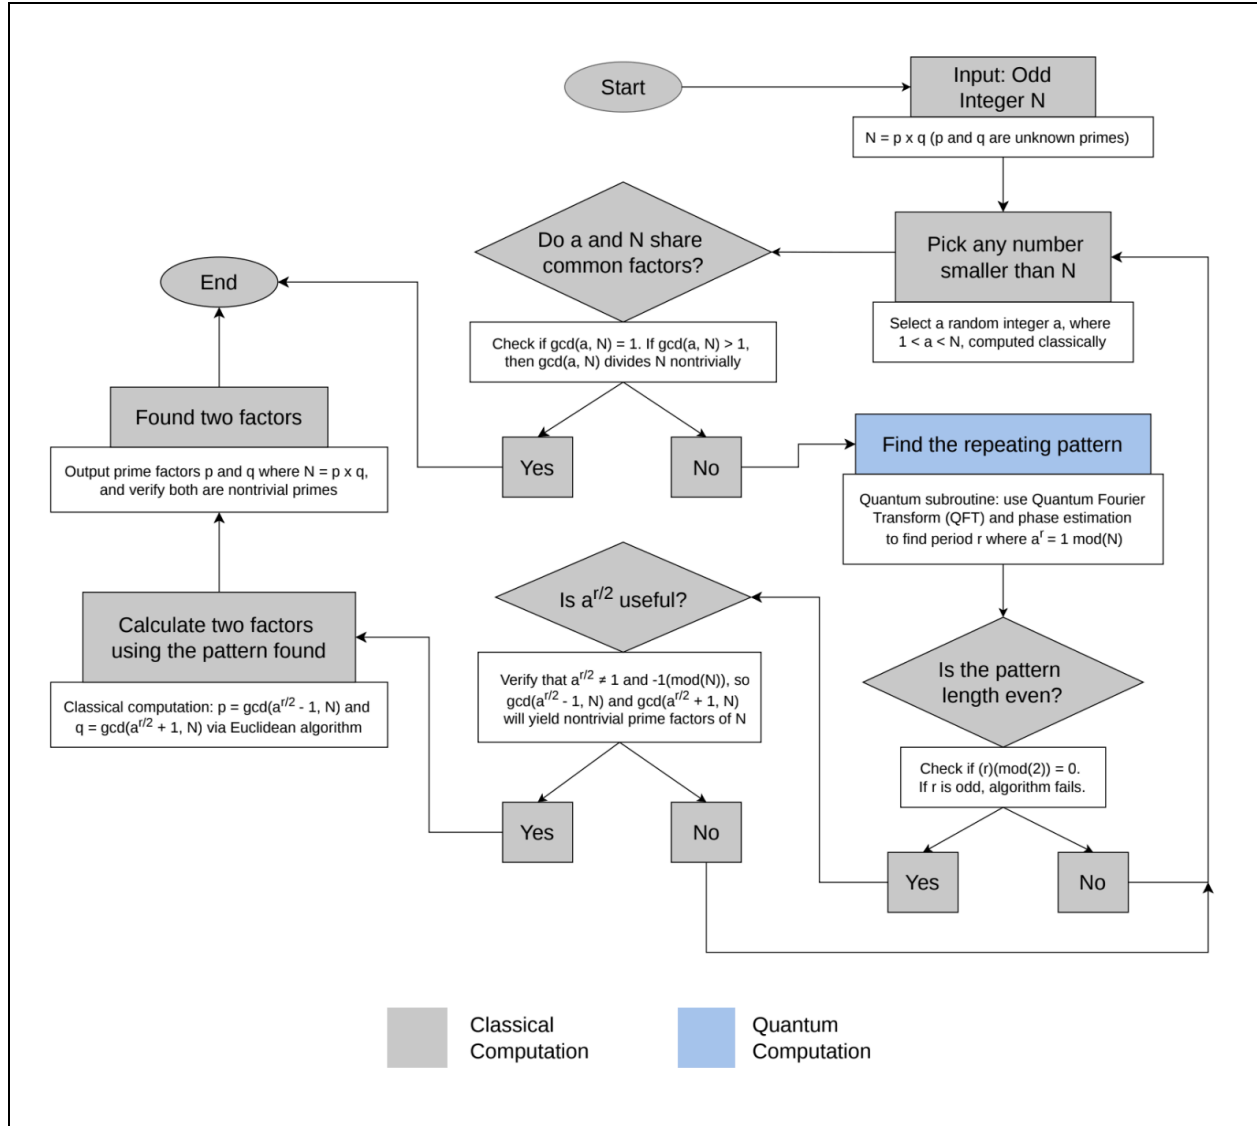 Start
Input: Odd
Integer N
N = p x q (p and q are unknown primes)
Pick any number
smaller than N
Select a random integer a, where
1 < a < N, computed classically
Do a and N share
common factors?
Check if gcd(a, N) = 1. If gcd(a, N) > 1,
then gcd(a, N) divides N nontrivially
Yes
No
End
Found two factors
Output prime factors p and q where N = p x q,
and verify both are nontrivial primes
Find the repeating pattern
Quantum subroutine: use Quantum Fourier
Transform (QFT) and phase estimation
to find period r where a^r = 1 mod(N)
Is the pattern
length even?
Check if (r)(mod(2)) = 0.
If r is odd, algorithm fails.
Yes
No
Is a^r/2 useful?
Verify that a^r/2 ≠ 1 and -1(mod(N)), so
gcd(a^r/2 - 1, N) and gcd(a^r/2 + 1, N)
will yield nontrivial prime factors of N
Yes
No
Calculate two factors
using the pattern found
Classical computation: p = gcd(a^r/2 - 1, N) and
q = gcd(a^r/2 + 1, N) via Euclidean algorithm
Classical
Computation
Quantum
Computation